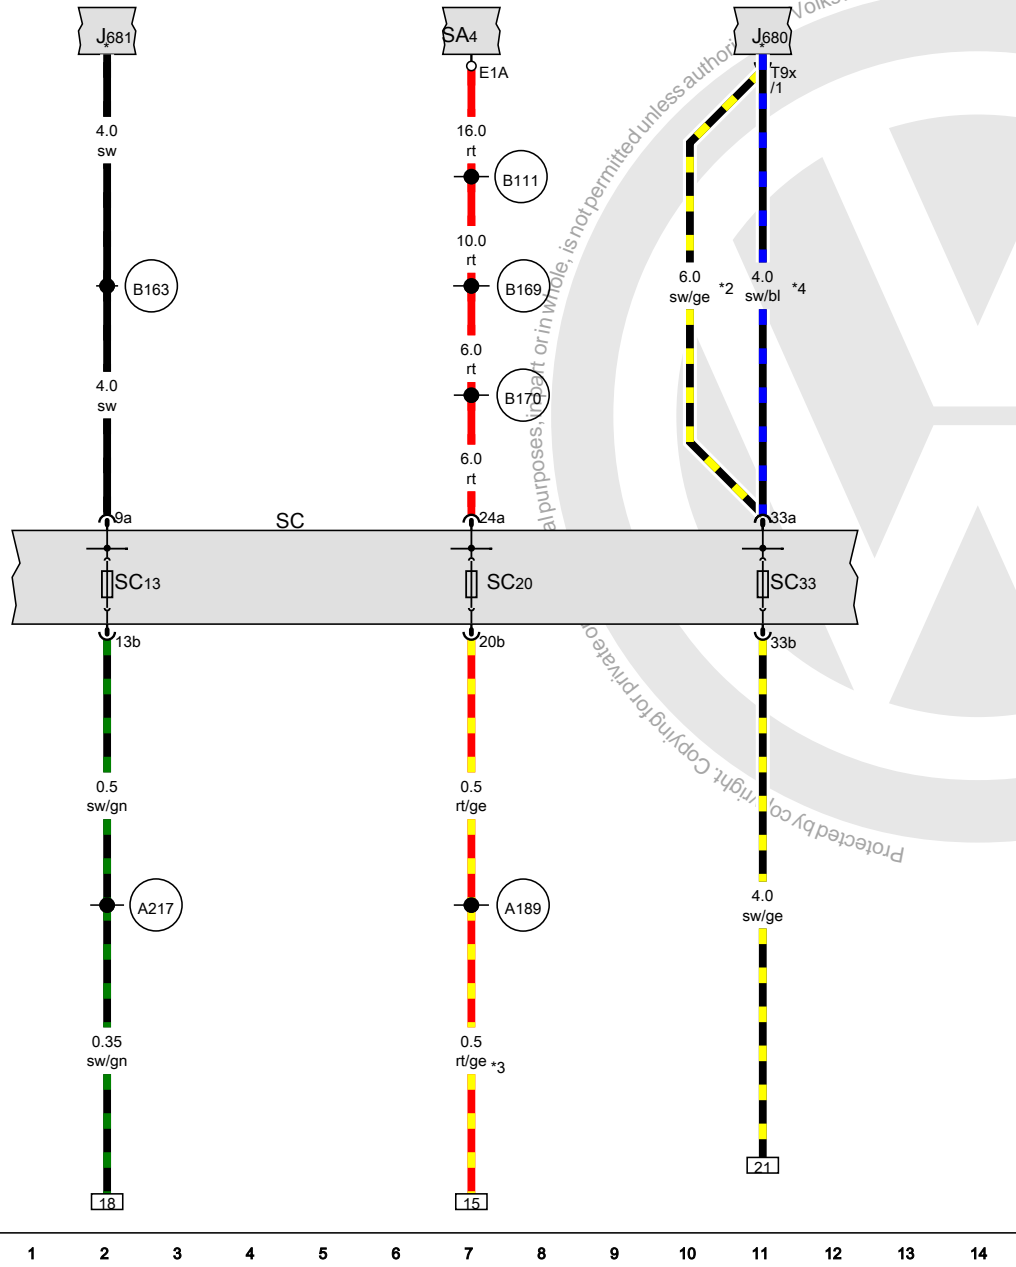 J681 SA4 J680
* *
E1A T9x
/1
4.0 16.0
sw rt
B111
10.0
rt
B163 B169
6.0 *2 4.0 *4
sw/ge sw/bl
6.0
rt
4.0
sw
B170
6.0
rt
9a SC 24a 33a
SC13 SC20 SC33
13b 20b 33b
0.5 0.5
sw/gn rt/ge
4.0
sw/ge
A217 A189
0.35 0.5
sw/gn rt/ge *3
21
18 15
1 2 3 4 5 6 7 8 9 10 11 12 13 14
Protected by copyright. Copying for private o
al purposes, in part or in whole, is not permitted unless authori
Volks